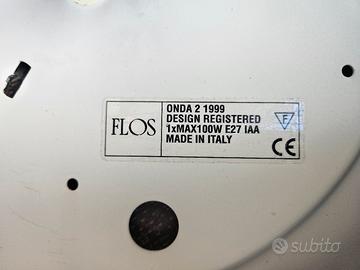 FLOS
ONDA 2 1999
DESIGN REGISTERED
1xMAX100W E27 IAA
MADE IN ITALY
F
CE
subito